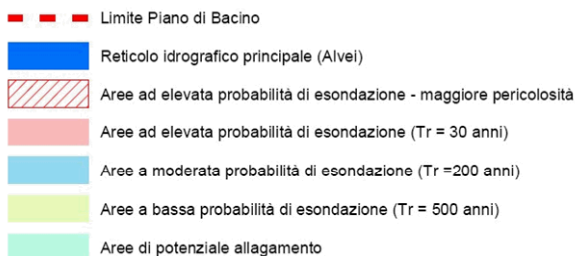 Limite Piano di Bacino
Reticolo idrografico principale (Alvei)
Aree ad elevata probabilità di esondazione - maggiore pericolosità
Aree ad elevata probabilità di esondazione (Tr = 30 anni)
Aree a moderata probabilità di esondazione (Tr =200 anni)
Aree a bassa probabilità di esondazione (Tr = 500 anni)
Aree di potenziale allagamento